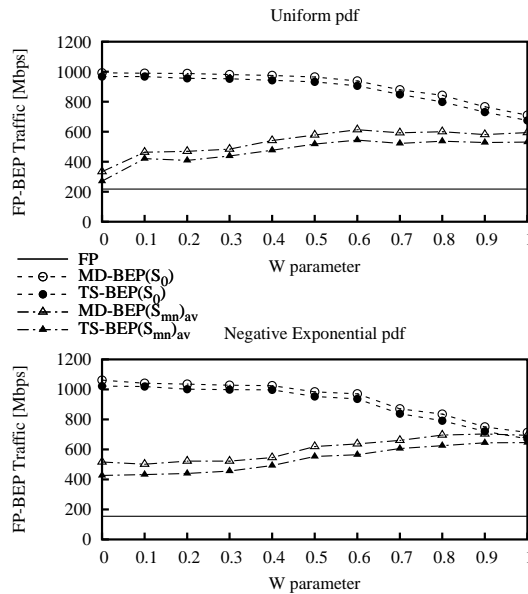 Uniform pdf
FP-BEP Traffic [Mbps]
1200
1000
800
600
400
200
0
0 0.1 0.2 0.3 0.4 0.5 0.6 0.7 0.8 0.9 1
W parameter
FP
MD-BEP(S0)
TS-BEP(S0)
MD-BEP(Smn)av
TS-BEP(Smn)av
Negative Exponential pdf
FP-BEP Traffic [Mbps]
1200
1000
800
600
400
200
0
0 0.1 0.2 0.3 0.4 0.5 0.6 0.7 0.8 0.9 1
W parameter